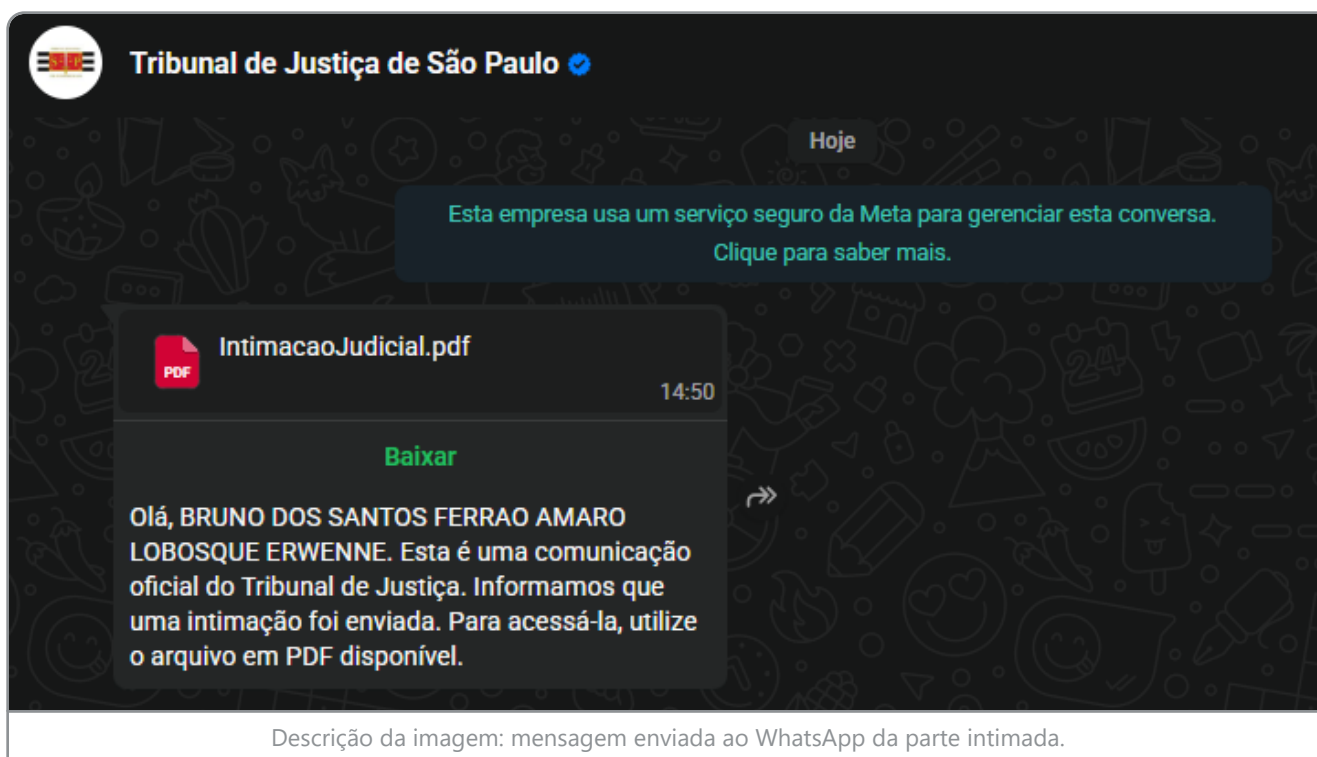 Tribunal de Justiça de São Paulo
Hoje
Esta empresa usa um serviço seguro da Meta para gerenciar esta conversa.
Clique para saber mais.
IntimacaoJudicial.pdf
PDF
14:50
Baixar
Olá, BRUNO DOS SANTOS FERRAO AMARO
LOBOSQUE ERWENNE. Esta é uma comunicação
oficial do Tribunal de Justiça. Informamos que
uma intimação foi enviada. Para acessá-la, utilize
o arquivo em PDF disponível.
Descrição da imagem: mensagem enviada ao WhatsApp da parte intimada.